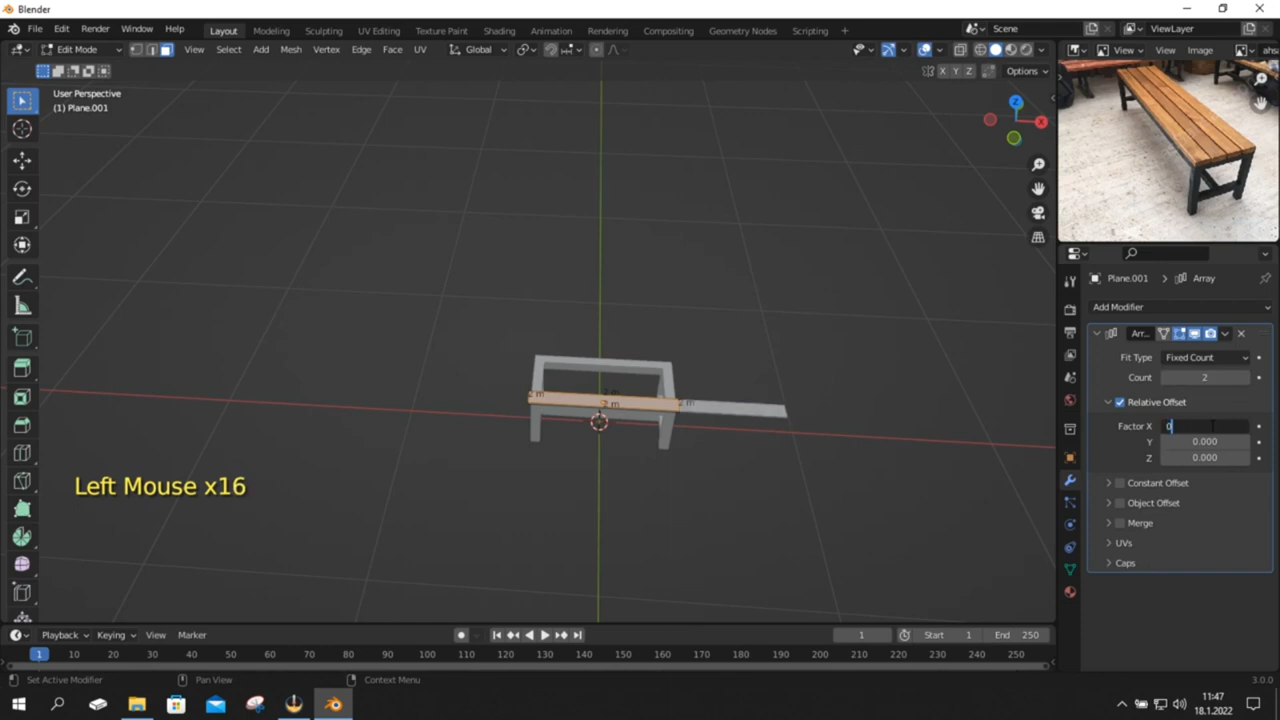 Blender
File Edit Render Window Help
Layout Modeling Sculpting UV Editing Texture Paint Shading Animation Rendering Compositing Geometry Nodes Scripting +
Scene ViewLayer
Edit Mode View Select Add Mesh Vertex Edge Face UV Global
View View Image ahs
X Y Z Options
User Perspective
(1) Plane.001
Z
X
Plane.001 > Array
Add Modifier
Arr...
Fit Type Fixed Count
Count 2
Relative Offset
Factor X 0
Y 0.000
Z 0.000
Constant Offset
Object Offset
Merge
UVs
Caps
2 m
2 m
2 m
Left Mouse x16
Playback Keying View Marker 1 Start 1 End 250
1 10 20 30 40 50 60 70 80 90 100 110 120 130 140 150 160 170 180 190 200 210 220 230 240 250
Set Active Modifier Pan View Context Menu 3.0.0
11:47
18.1.2022